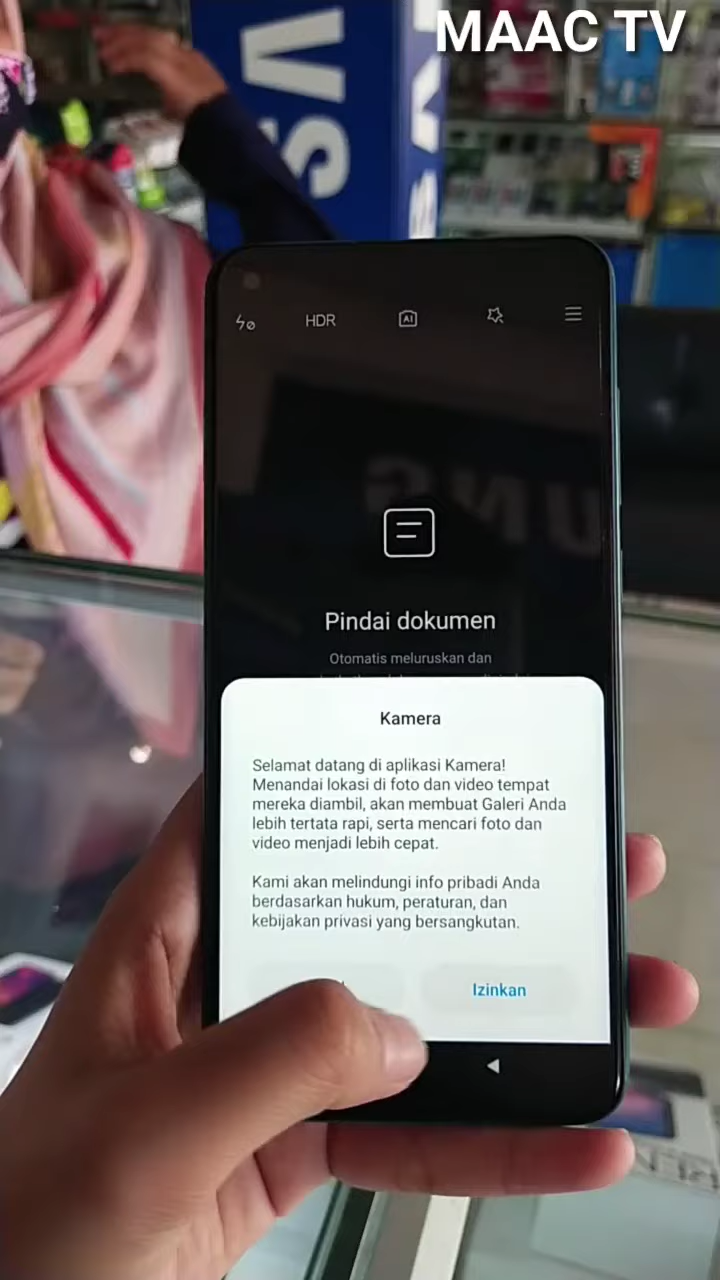 MAAC TV
HDR
AI
Pindai dokumen
Otomatis meluruskan dan
Kamera
Selamat datang di aplikasi Kamera!
Menandai lokasi di foto dan video tempat
mereka diambil, akan membuat Galeri Anda
lebih tertata rapi, serta mencari foto dan
video menjadi lebih cepat.
Kami akan melindungi info pribadi Anda
berdasarkan hukum, peraturan, dan
kebijakan privasi yang bersangkutan.
Izinkan